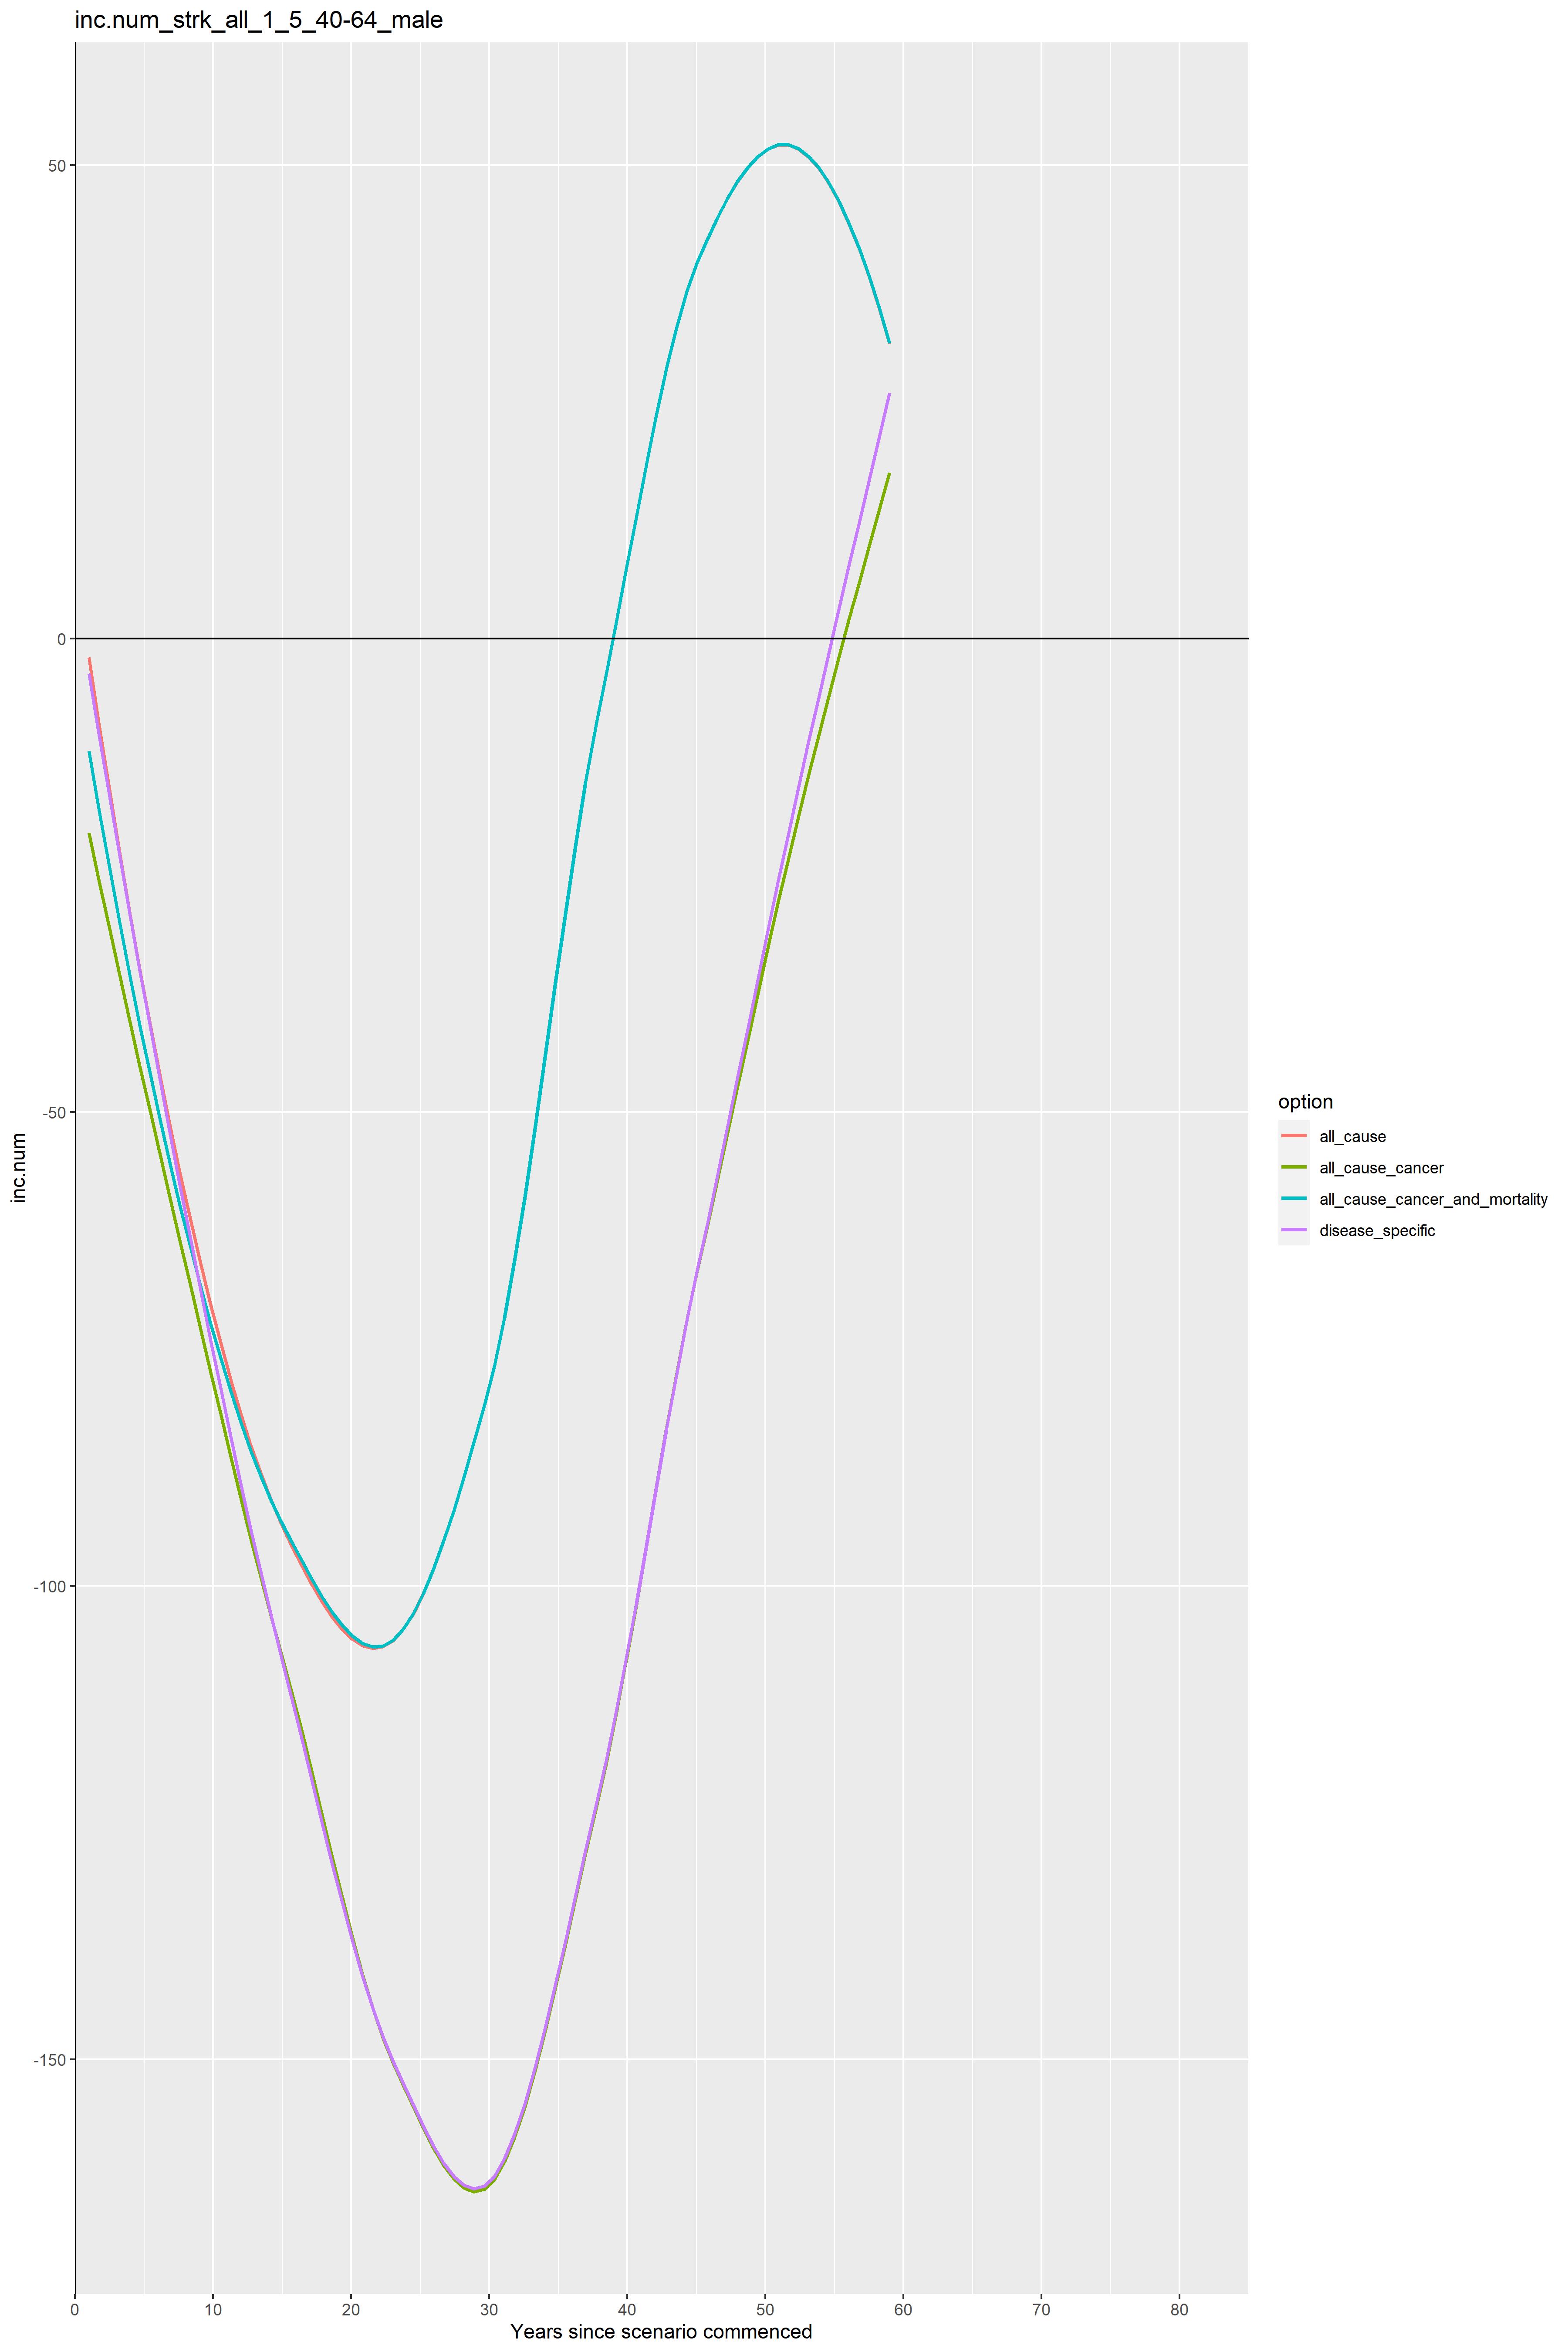 inc.num_strk_all_1_5_40-64_male
50
0
-50
-100
-150
inc.num
0 10 20 30 40 50 60 70 80
Years since scenario commenced
option
all_cause
all_cause_cancer
all_cause_cancer_and_mortality
disease_specific